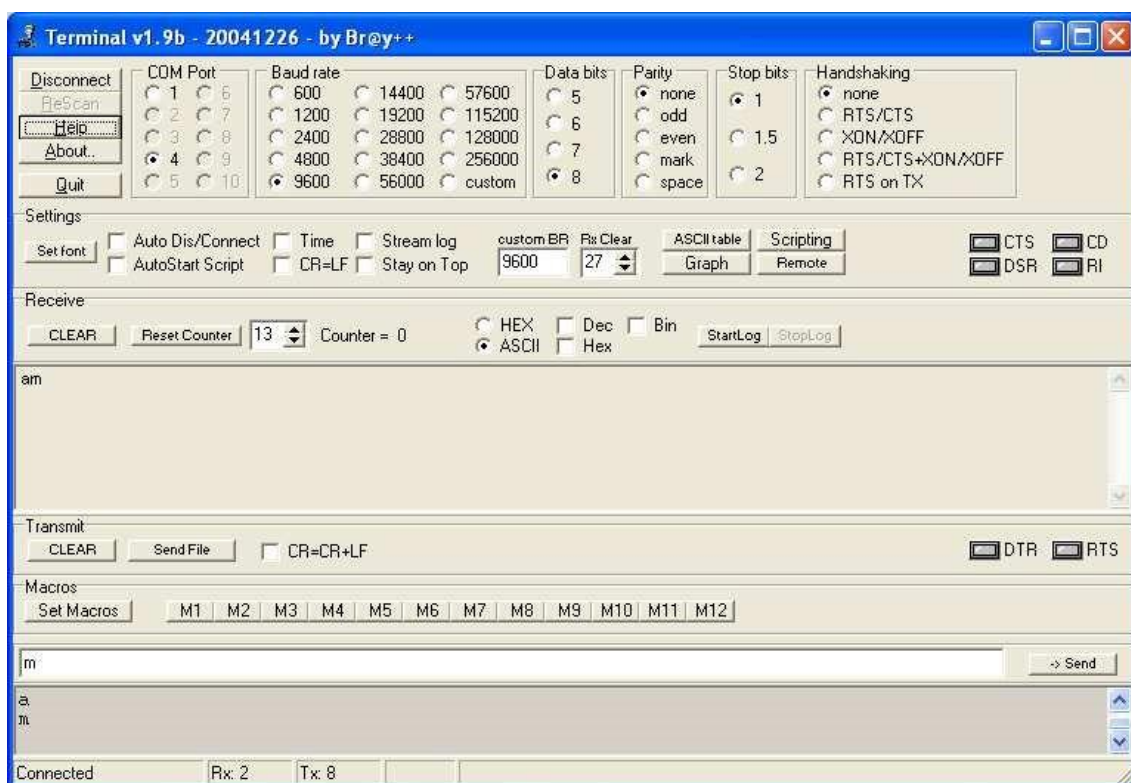 Terminal v1.9b - 20041226 - by Br@y++
Disconnect
ReScan
Help
About..
Quit
COM Port
1 6
2 7
3 8
4 9
5 10
Baud rate
600 14400 57600
1200 19200 115200
2400 28800 128000
4800 38400 256000
9600 56000 custom
Data bits
5
6
7
8
Parity
none
odd
even
mark
space
Stop bits
1
1.5
2
Handshaking
none
RTS/CTS
XON/XOFF
RTS/CTS+XON/XOFF
RTS on TX
Settings
Set font
Auto Dis/Connect Time Stream log
AutoStart Script CR=LF Stay on Top
custom BR Rx Clear
9600 27
ASCII table Scripting
Graph Remote
CTS CD
DSR RI
Receive
CLEAR Reset Counter 13 Counter = 0
HEX Dec Bin
ASCII Hex
StartLog StopLog
am
Transmit
CLEAR Send File CR=CR+LF DTR RTS
Macros
Set Macros M1 M2 M3 M4 M5 M6 M7 M8 M9 M10 M11 M12
m -> Send
a
m
Connected Rx: 2 Tx: 8